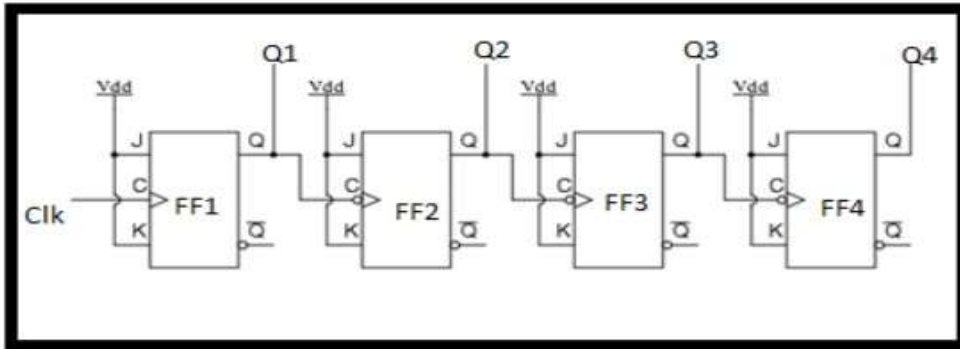 Q1 Q2 Q3 Q4
Vdd Vdd Vdd Vdd
J Q J Q J Q J Q
C FF1 C FF2 C FF3 C FF4
Clk
K Q̅ K Q̅ K Q̅ K Q̅